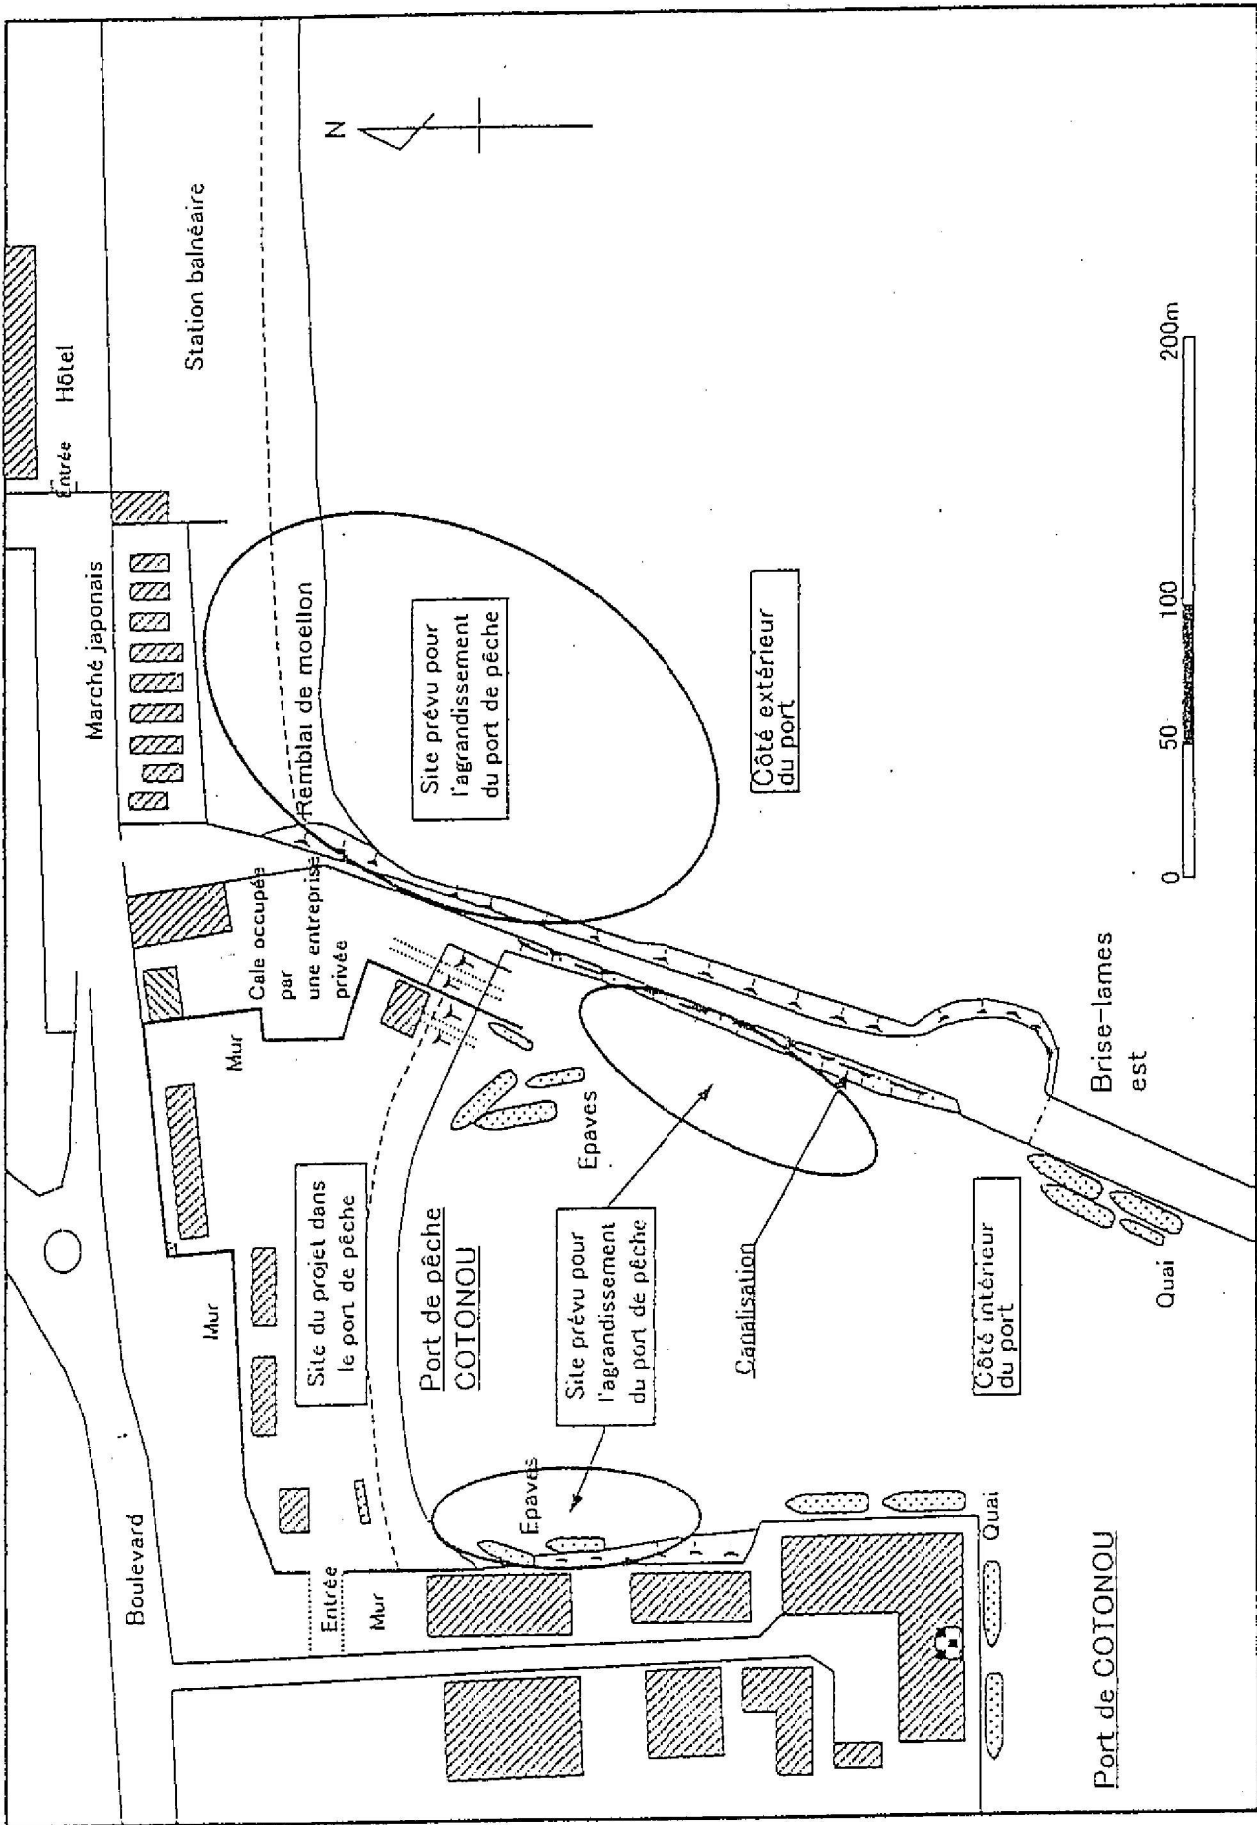 Boulevard
Entrée
Mur
Port de COTONOU
Quai
Epaves
Mur
Site du projet dans
le port de pêche
Port de pêche
COTONOU
Site prévu pour
l'agrandissement
du port de pêche
Canalisation
Côté intérieur
du port
Quai
Epaves
Mur
Cale occupée
par
une entreprise
privée
Brise-lames
est
Marché japonais
Remblai de moellon
Site prévu pour
l'agrandissement
du port de pêche
Côté extérieur
du port
Entrée Hôtel
Station balnéaire
N
0 50 100 200m